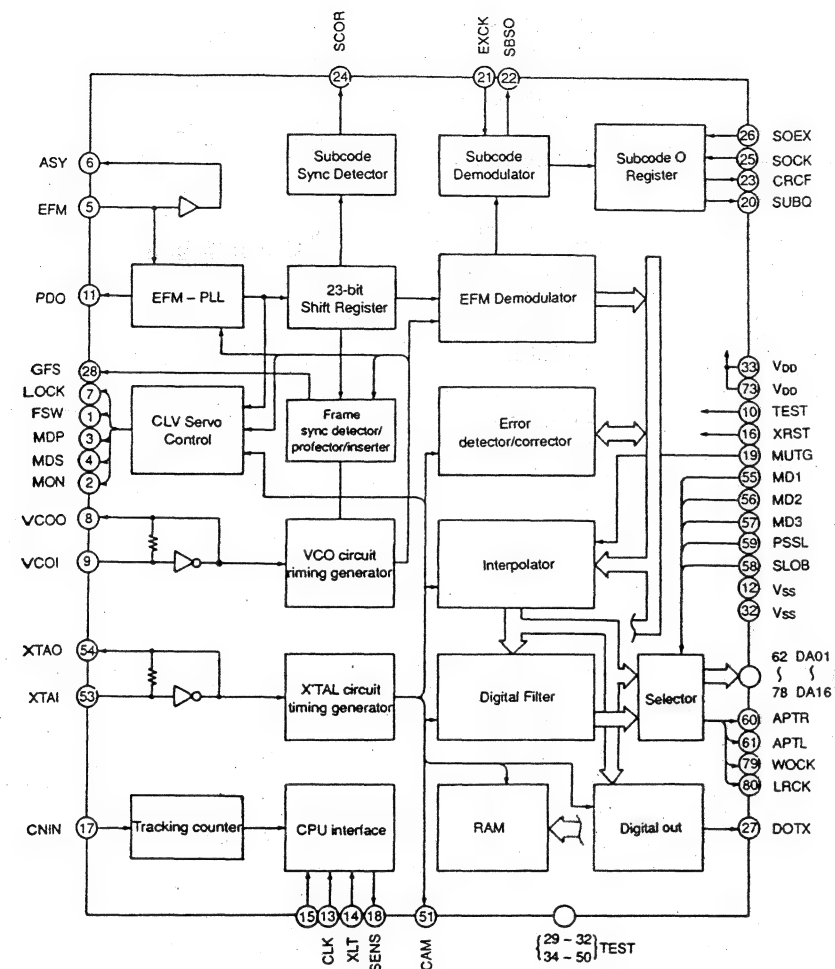 SCOR
EXCK
SBSO
24
21
22
ASY
6
EFM
5
Subcode
Sync Detector
Subcode
Demodulator
Subcode O
Register
26
SOEX
25
SOCK
23
CRCF
20
SUBQ
PDO
11
EFM – PLL
23-bit
Shift Register
EFM Demodulator
GFS
28
LOCK
7
FSW
1
MDP
3
MDS
4
MON
2
CLV Servo
Control
Frame
sync detector/
profector/inserter
Error
detector/corrector
33
VDD
73
VDD
10
TEST
16
XRST
19
MUTG
55
MD1
56
MD2
57
MD3
59
PSSL
58
SLOB
12
Vss
32
Vss
VCOO
8
VCOI
9
VCO circuit
riming generator
Interpolator
XTAO
54
XTAI
53
X'TAL circuit
timing generator
Digital Filter
Selector
62 DA01
78 DA16
60
APTR
61
APTL
79
WOCK
80
LRCK
CNIN
17
Tracking counter
CPU interface
RAM
Digital out
27
DOTX
15
13
14
18
51
CLK
XLT
SENS
CAM
{29 – 32
34 – 50}TEST